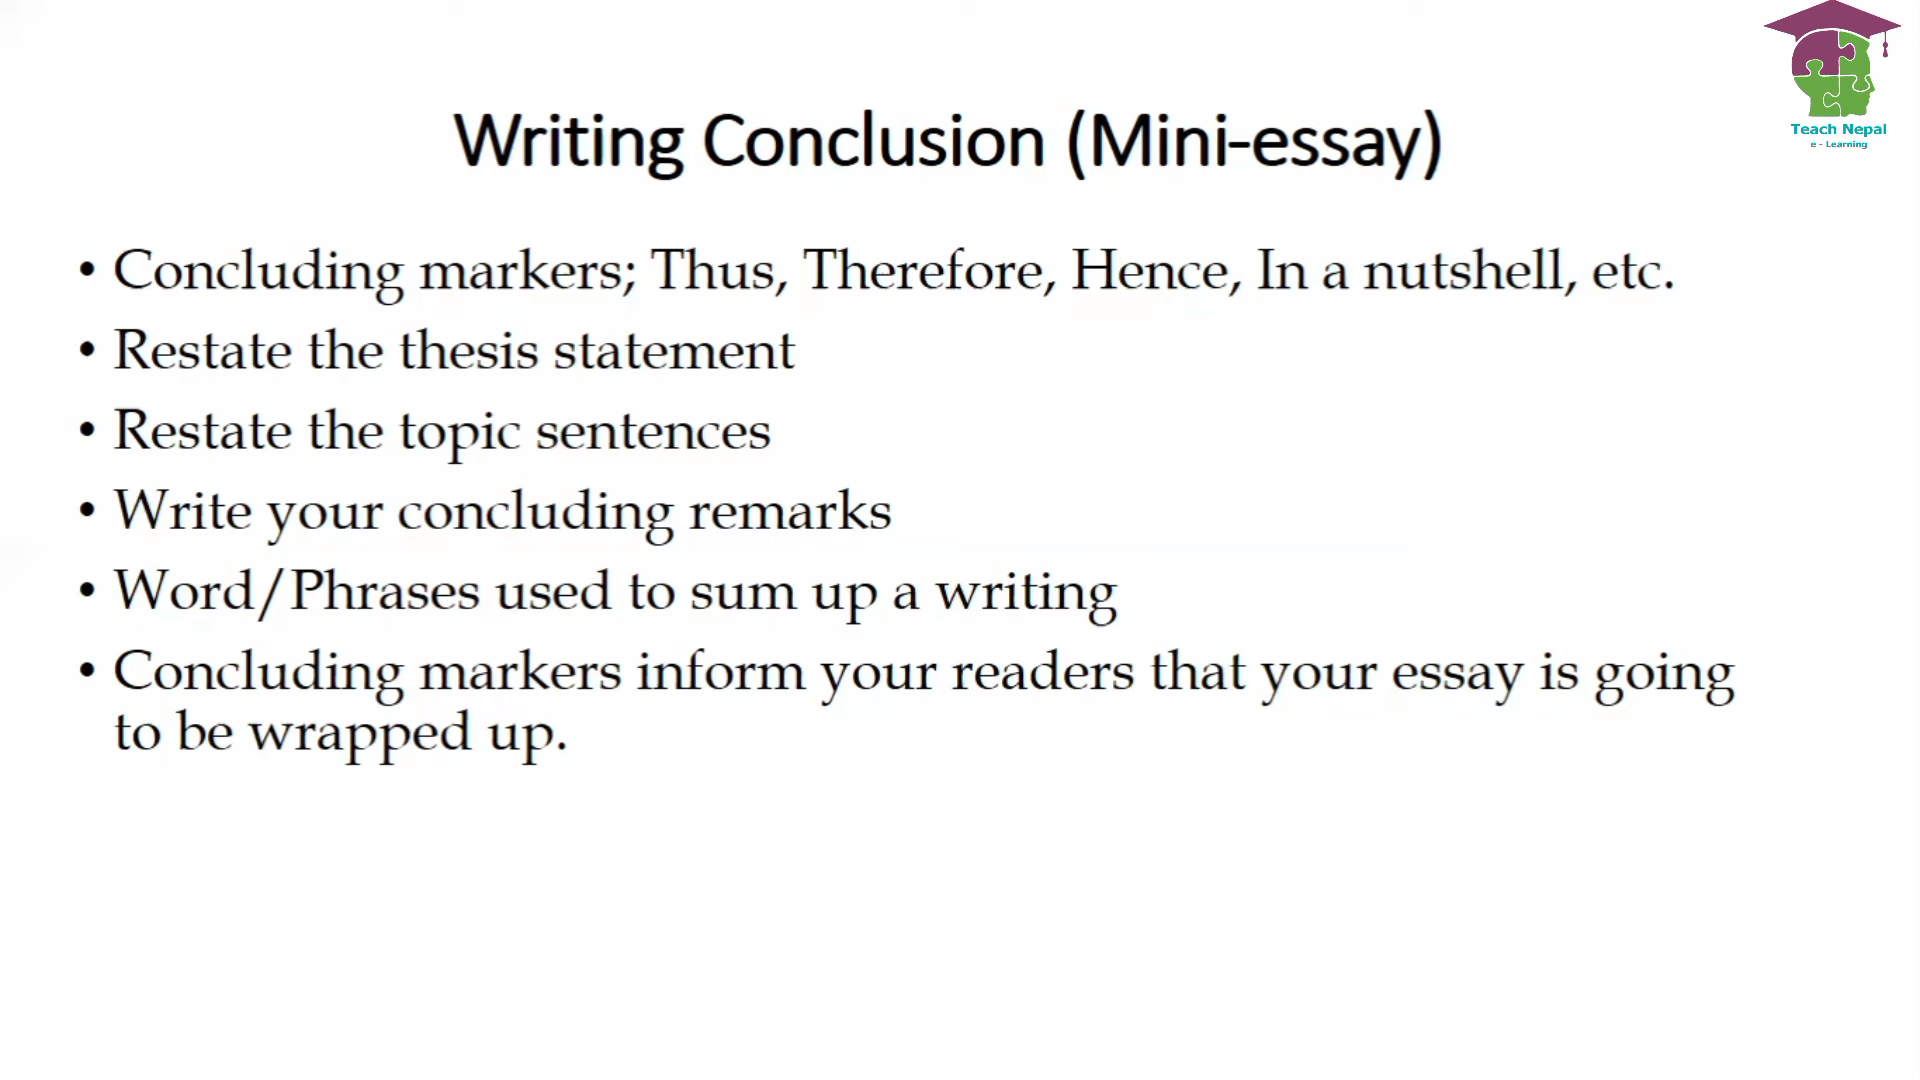 Teach Nepal
e - Learning
Writing Conclusion (Mini-essay)
• Concluding markers; Thus, Therefore, Hence, In a nutshell, etc.
• Restate the thesis statement
• Restate the topic sentences
• Write your concluding remarks
• Word/Phrases used to sum up a writing
• Concluding markers inform your readers that your essay is going
to be wrapped up.